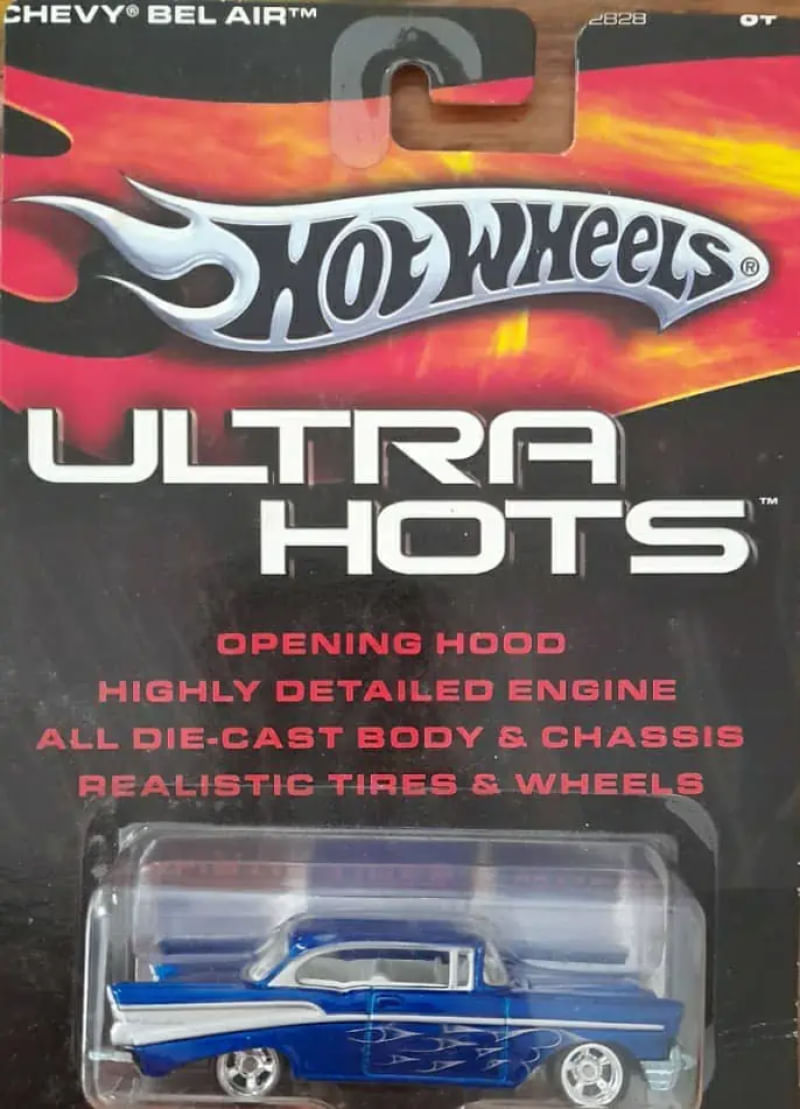 CHEVY® BEL AIR™
2828 OT
HOT WHEELS®
ULTRA
HOTS™
OPENING HOOD
HIGHLY DETAILED ENGINE
ALL DIE-CAST BODY & CHASSIS
REALISTIC TIRES & WHEELS